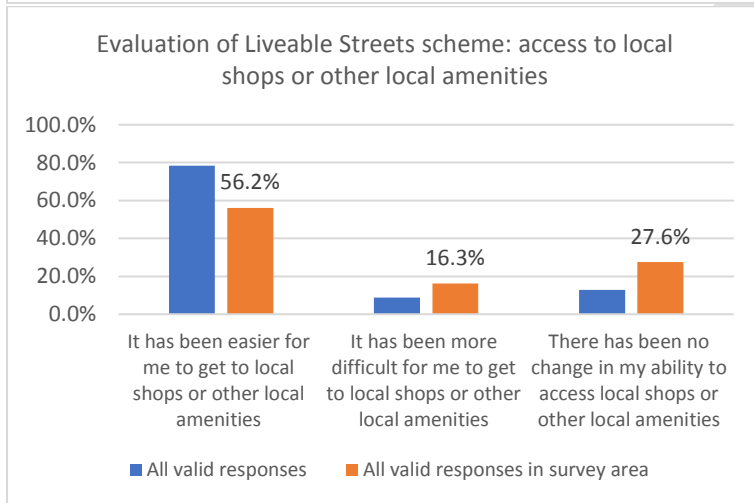 Evaluation of Liveable Streets scheme: access to local
shops or other local amenities
100.0%
80.0%
60.0%
40.0%
20.0%
0.0%
56.2%
16.3%
27.6%
It has been easier for
me to get to local
shops or other local
amenities
It has been more
difficult for me to get
to local shops or other
local amenities
There has been no
change in my ability to
access local shops or
other local amenities
All valid responses
All valid responses in survey area